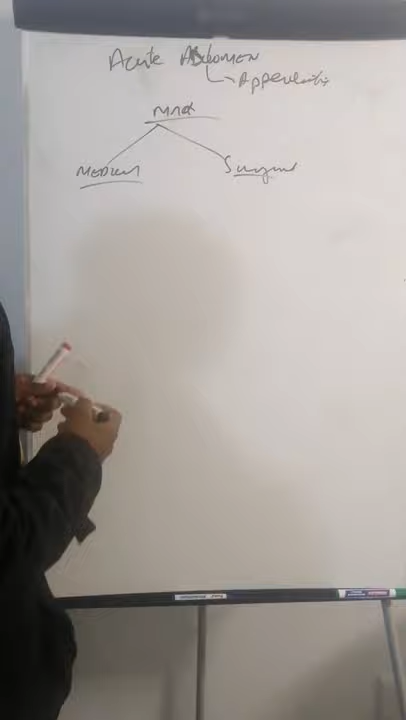 Acute Abdomen
Appendicitis
Mnx
Medical
Surgical